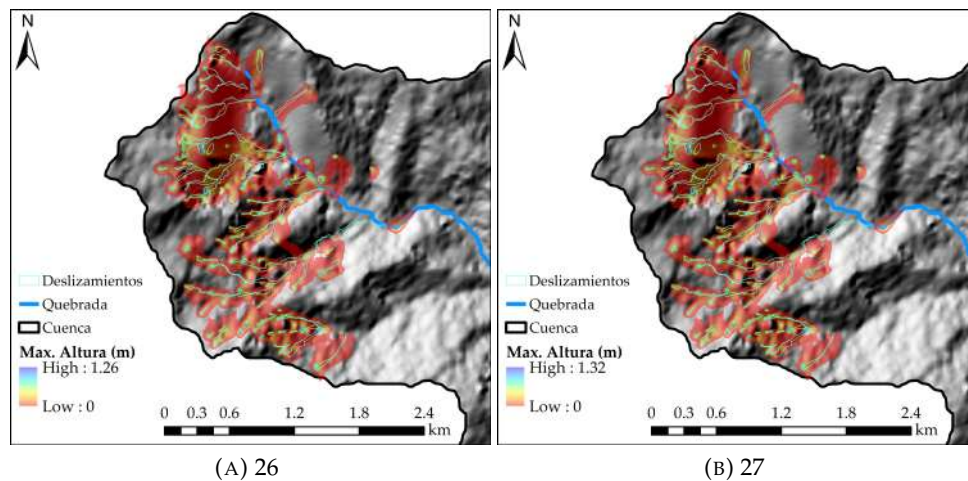 N
Deslizamientos
Quebrada
Cuenca
Max. Altura (m)
High : 1.26
Low : 0
0 0.3 0.6 1.2 1.8 2.4
km
(A) 26
N
Deslizamientos
Quebrada
Cuenca
Max. Altura (m)
High : 1.32
Low : 0
0 0.3 0.6 1.2 1.8 2.4
km
(B) 27